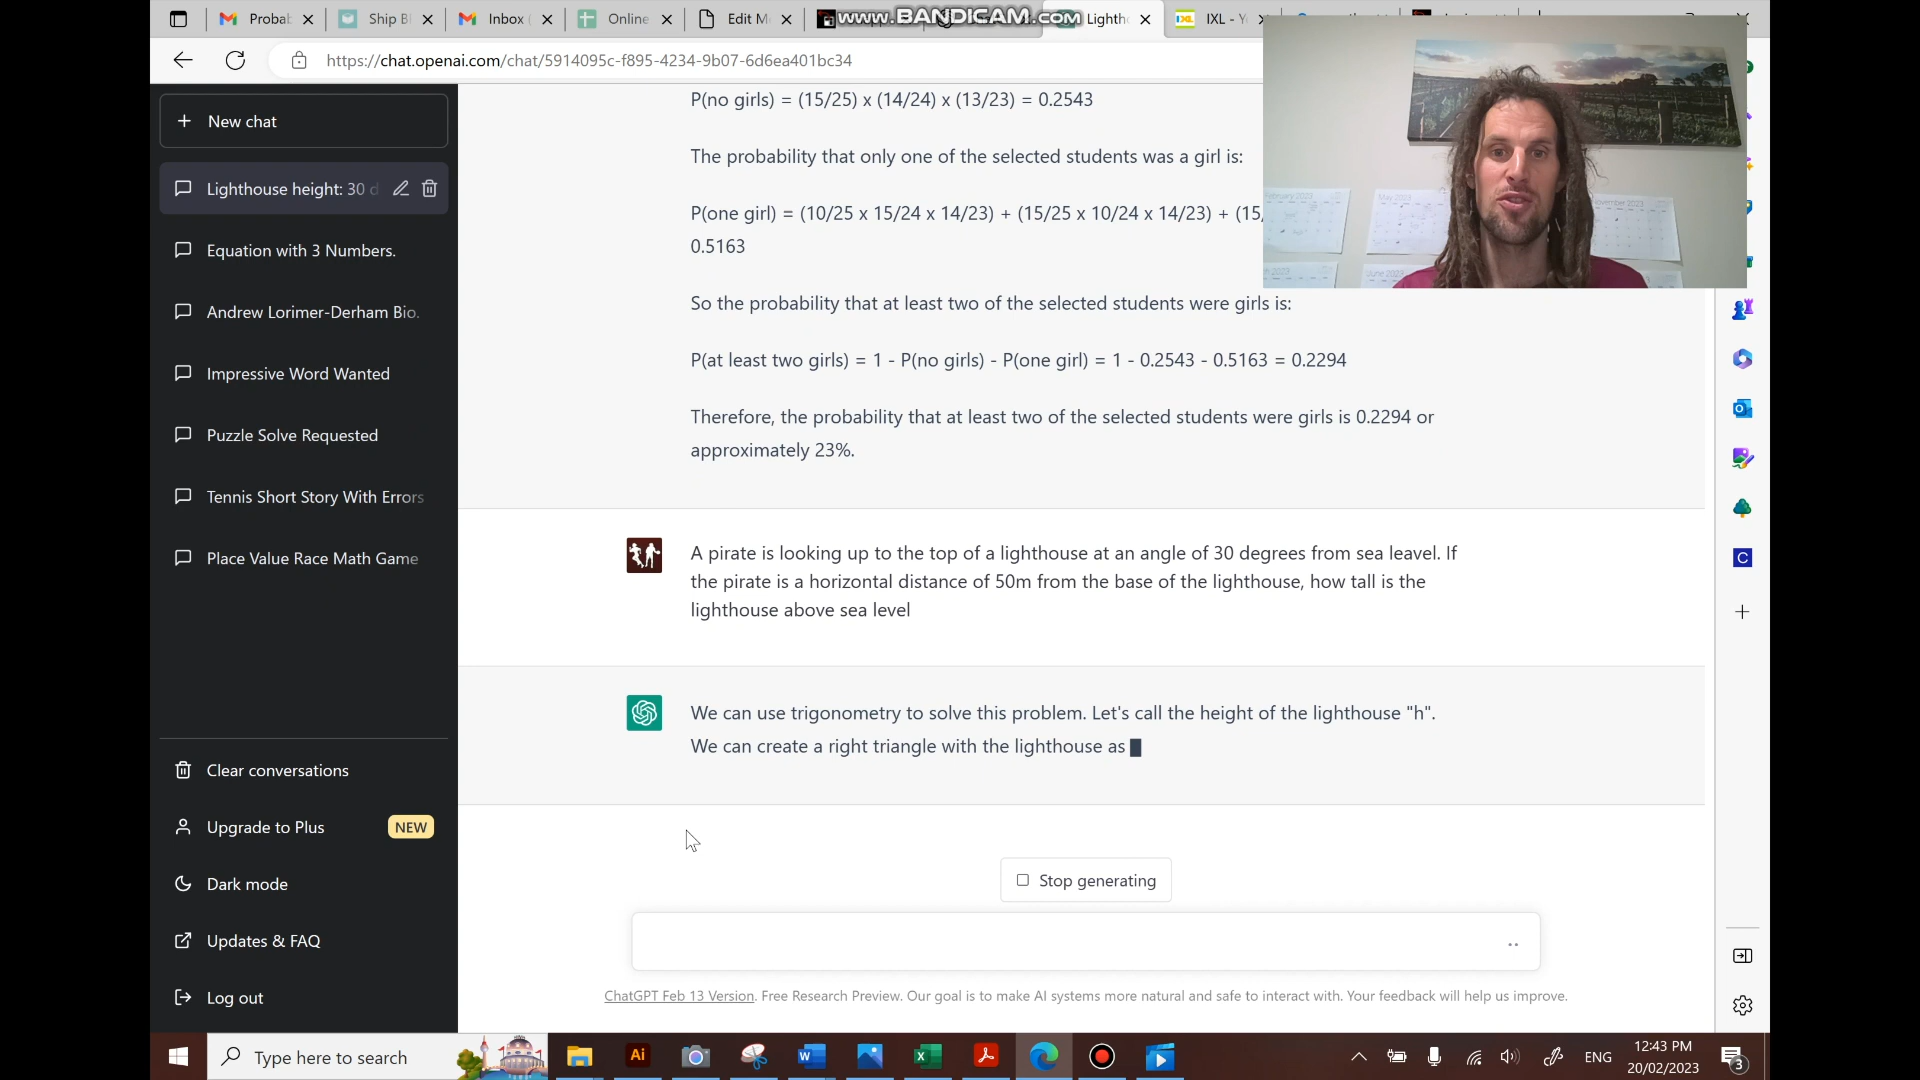 www.BANDICAM.com
Proba
Ship B
Inbox (
Online
Edit M
Lighth
IXL - Y
https://chat.openai.com/chat/5914095c-f895-4234-9b07-6d6ea401bc34
New chat
Lighthouse height: 30 d
Equation with 3 Numbers.
Andrew Lorimer-Derham Bio.
Impressive Word Wanted
Puzzle Solve Requested
Tennis Short Story With Errors
Place Value Race Math Game
Clear conversations
Upgrade to Plus NEW
Dark mode
Updates & FAQ
Log out
P(no girls) = (15/25) x (14/24) x (13/23) = 0.2543
The probability that only one of the selected students was a girl is:
P(one girl) = (10/25 x 15/24 x 14/23) + (15/25 x 10/24 x 14/23) + (15/
0.5163
So the probability that at least two of the selected students were girls is:
P(at least two girls) = 1 - P(no girls) - P(one girl) = 1 - 0.2543 - 0.5163 = 0.2294
Therefore, the probability that at least two of the selected students were girls is 0.2294 or
approximately 23%.
A pirate is looking up to the top of a lighthouse at an angle of 30 degrees from sea leavel. If
the pirate is a horizontal distance of 50m from the base of the lighthouse, how tall is the
lighthouse above sea level
We can use trigonometry to solve this problem. Let's call the height of the lighthouse "h".
We can create a right triangle with the lighthouse as
Stop generating
ChatGPT Feb 13 Version. Free Research Preview. Our goal is to make AI systems more natural and safe to interact with. Your feedback will help us improve.
Type here to search
Ai
ENG
12:43 PM
20/02/2023
3